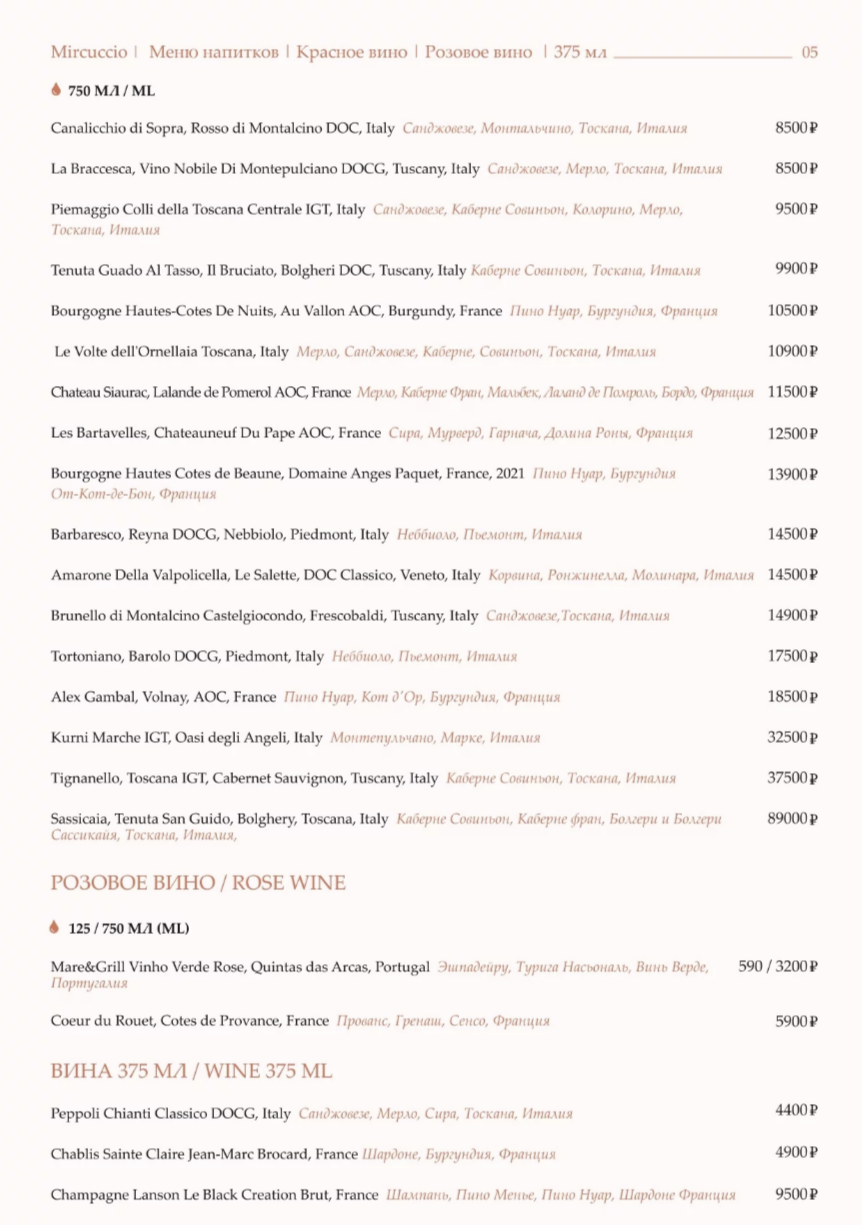 Mircuccio | Меню напитков | Красное вино | Розовое вино | 375 мл 05
750 МЛ / ML
Canalicchio di Sopra, Rosso di Montalcino DOC, Italy Санджовезе, Монтальчино, Тоскана, Италия 8500₽
La Braccesca, Vino Nobile Di Montepulciano DOCG, Tuscany, Italy Санджовезе, Мерло, Тоскана, Италия 8500₽
Piemaggio Colli della Toscana Centrale IGT, Italy Санджовезе, Каберне Совиньон, Колорино, Мерло, 9500₽
Тоскана, Италия
Tenuta Guado Al Tasso, Il Bruciato, Bolgheri DOC, Tuscany, Italy Каберне Совиньон, Тоскана, Италия 9900₽
Bourgogne Hautes-Cotes De Nuits, Au Vallon AOC, Burgundy, France Пино Нуар, Бургундия, Франция 10500₽
Le Volte dell'Ornellaia Toscana, Italy Мерло, Санджовезе, Каберне, Совиньон, Тоскана, Италия 10900₽
Chateau Siaurac, Lalande de Pomerol AOC, France Мерло, Каберне Фран, Мальбек, Лаланд де Помроль, Бордо, Франция 11500₽
Les Bartavelles, Chateauneuf Du Pape AOC, France Сира, Мурверд, Гарнача, Долина Роны, Франция 12500₽
Bourgogne Hautes Cotes de Beaune, Domaine Anges Paquet, France, 2021 Пино Нуар, Бургундия 13900₽
От-Кот-де-Бон, Франция
Barbaresco, Reyna DOCG, Nebbiolo, Piedmont, Italy Неббиоло, Пьемонт, Италия 14500₽
Amarone Della Valpolicella, Le Salette, DOC Classico, Veneto, Italy Корвина, Ронжинелла, Молинара, Италия 14500₽
Brunello di Montalcino Castelgiocondo, Frescobaldi, Tuscany, Italy Санджовезе,Тоскана, Италия 14900₽
Tortoniano, Barolo DOCG, Piedmont, Italy Неббиоло, Пьемонт, Италия 17500₽
Alex Gambal, Volnay, AOC, France Пино Нуар, Кот д'Ор, Бургундия, Франция 18500₽
Kurni Marche IGT, Oasi degli Angeli, Italy Монтепульчано, Марке, Италия 32500₽
Tignanello, Toscana IGT, Cabernet Sauvignon, Tuscany, Italy Каберне Совиньон, Тоскана, Италия 37500₽
Sassicaia, Tenuta San Guido, Bolghery, Toscana, Italy Каберне Совиньон, Каберне фран, Болгери и Болгери 89000₽
Сассикайя, Тоскана, Италия,
РОЗОВОЕ ВИНО / ROSE WINE
125 / 750 МЛ (ML)
Mare&Grill Vinho Verde Rose, Quintas das Arcas, Portugal Эшпадейру, Турига Насьональ, Винь Верде, 590 / 3200₽
Португалия
Coeur du Rouet, Cotes de Provance, France Прованс, Гренаш, Сенсо, Франция 5900₽
ВИНА 375 МЛ / WINE 375 ML
Peppoli Chianti Classico DOCG, Italy Санджовезе, Мерло, Сира, Тоскана, Италия 4400₽
Chablis Sainte Claire Jean-Marc Brocard, France Шардоне, Бургундия, Франция 4900₽
Champagne Lanson Le Black Creation Brut, France Шампань, Пино Менье, Пино Нуар, Шардоне Франция 9500₽